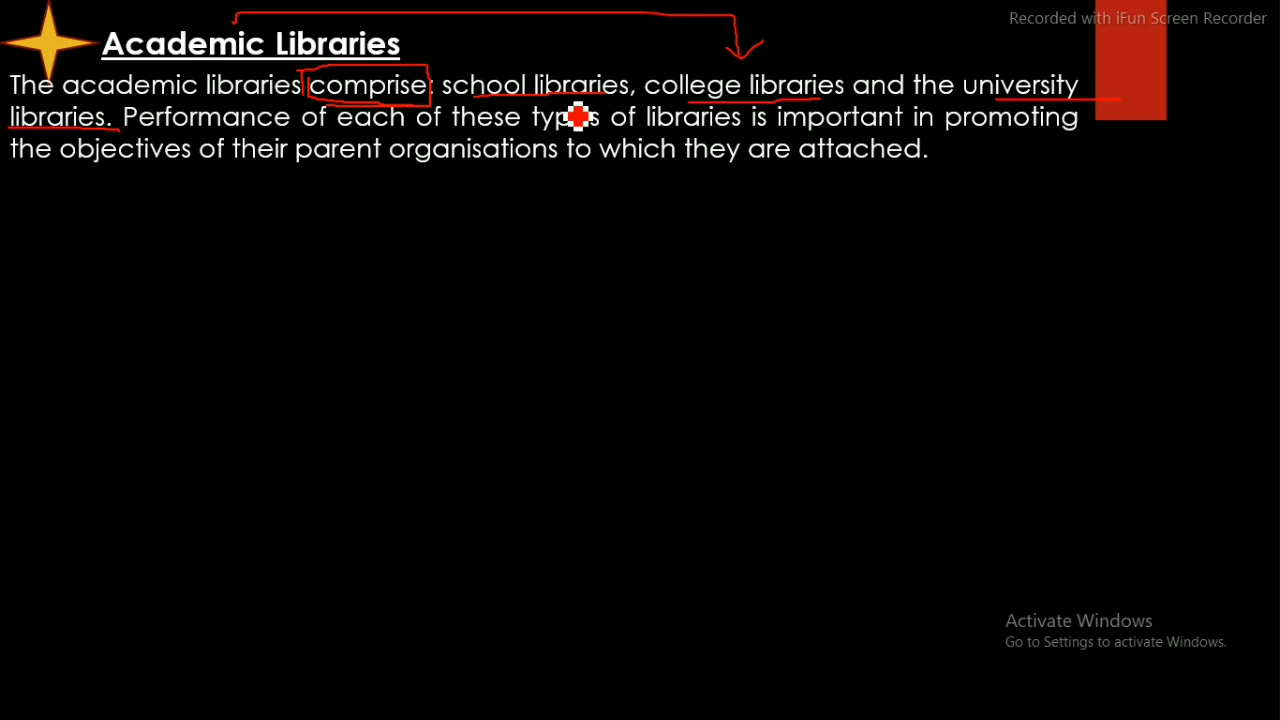 Recorded with iFun Screen Recorder
Academic Libraries
The academic libraries comprise: school libraries, college libraries and the university
libraries. Performance of each of these types of libraries is important in promoting
the objectives of their parent organisations to which they are attached.
Activate Windows
Go to Settings to activate Windows.